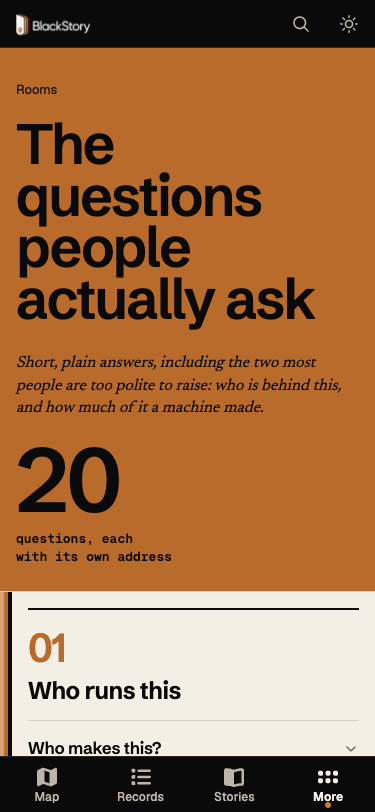 BlackStory
Rooms
The
questions
people
actually ask
Short, plain answers, including the two most
people are too polite to raise: who is behind this,
and how much of it a machine made.
20
questions, each
with its own address
01
Who runs this
Who makes this?
Map
Records
Stories
More